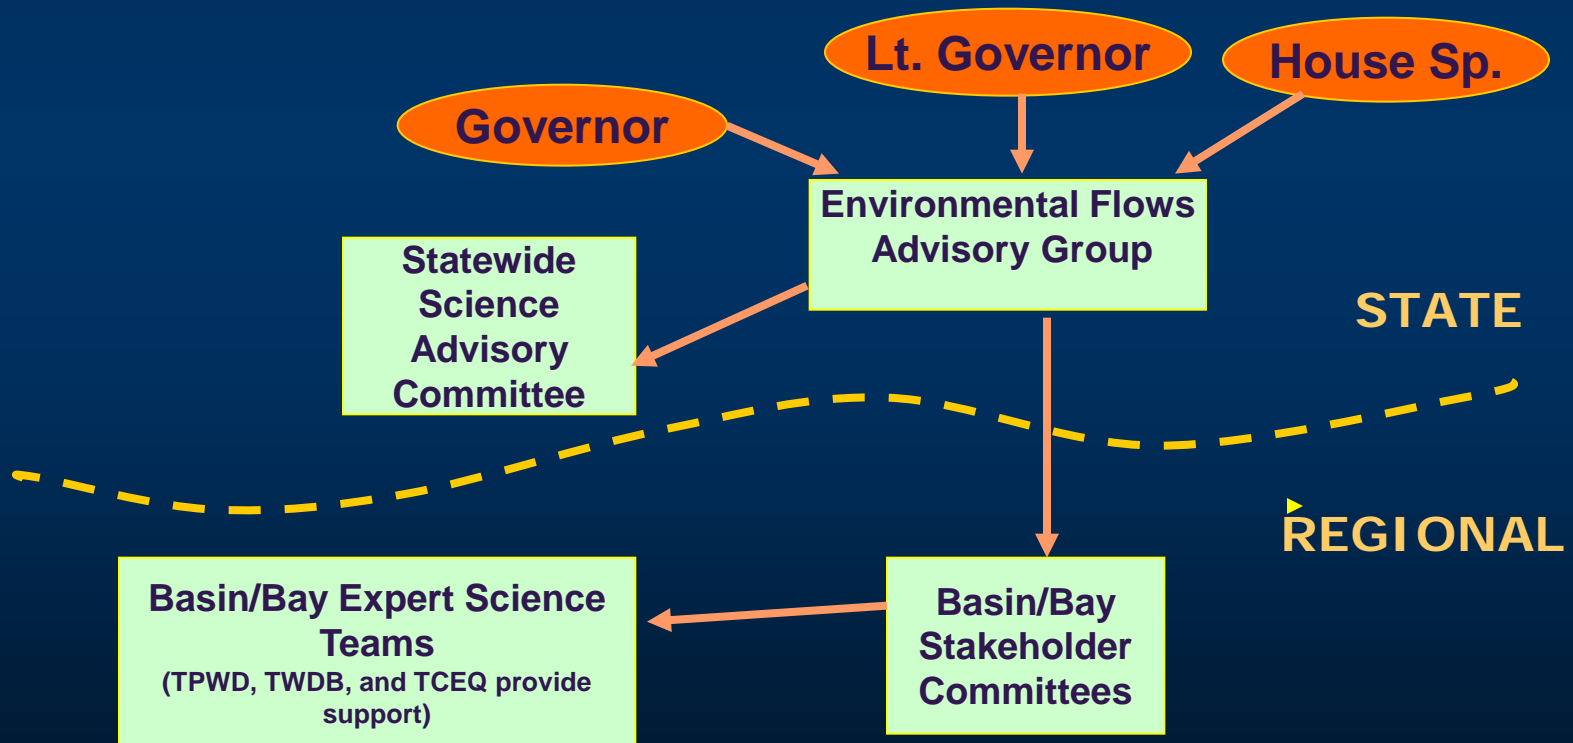 Lt. Governor
House Sp.
Governor
Environmental Flows
Advisory Group
Statewide
Science
Advisory
Committee
STATE
REGIONAL
Basin/Bay Expert Science
Teams
(TPWD, TWDB, and TCEQ provide
support)
Basin/Bay
Stakeholder
Committees